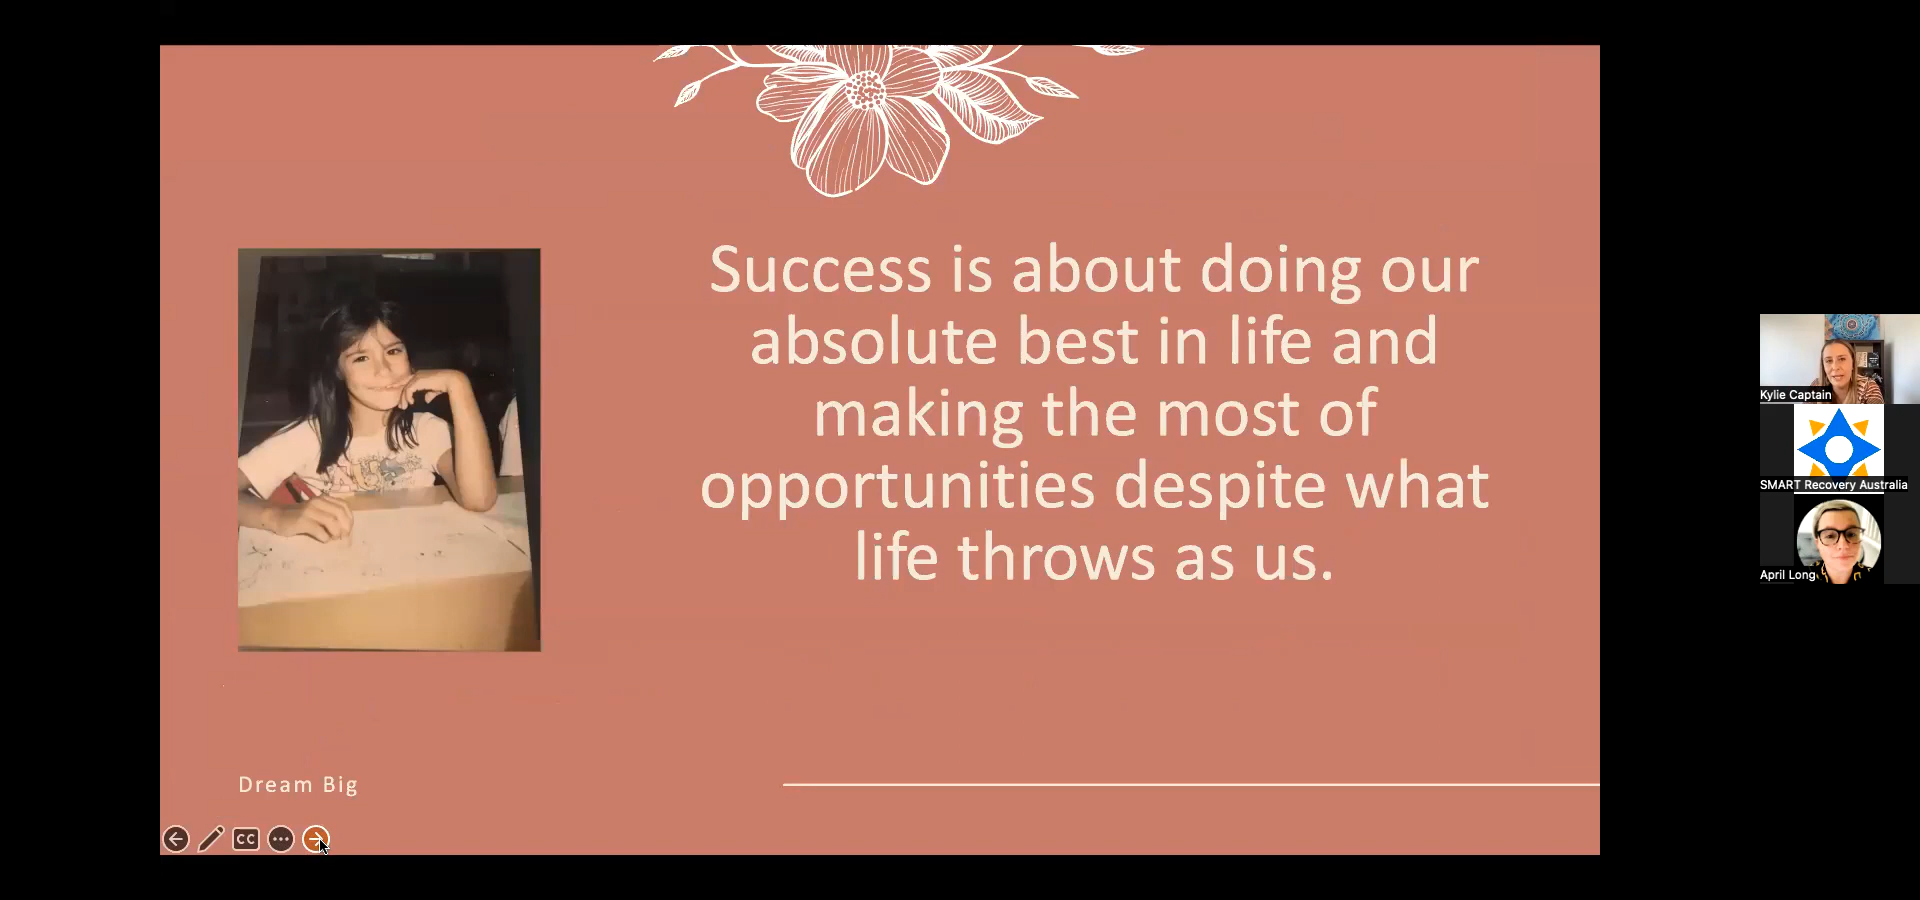 Success is about doing our
absolute best in life and
making the most of
opportunities despite what
life throws as us.
Dream Big
CC
Kylie Captain
SMART Recovery Australia
April Long